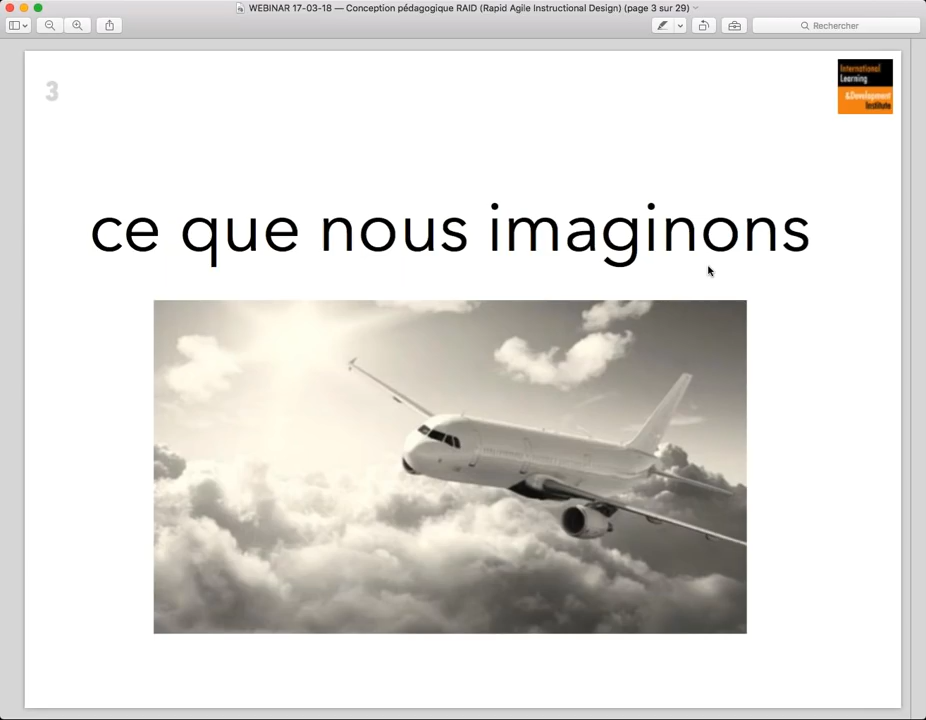 WEBINAR 17-03-18 — Conception pédagogique RAID (Rapid Agile Instructional Design) (page 3 sur 29)
Rechercher
3
International
Learning
&Development
Institute
ce que nous imaginons